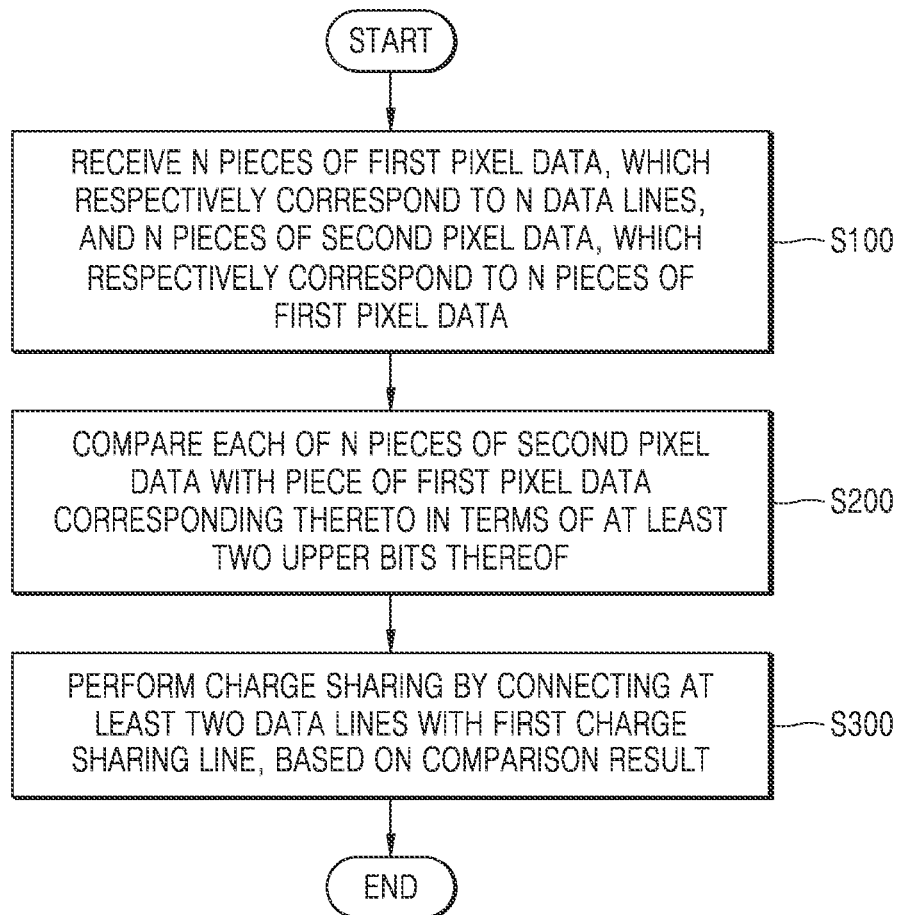 START
RECEIVE N PIECES OF FIRST PIXEL DATA, WHICH
RESPECTIVELY CORRESPOND TO N DATA LINES,
AND N PIECES OF SECOND PIXEL DATA, WHICH
RESPECTIVELY CORRESPOND TO N PIECES OF
FIRST PIXEL DATA
S100
COMPARE EACH OF N PIECES OF SECOND PIXEL
DATA WITH PIECE OF FIRST PIXEL DATA
CORRESPONDING THERETO IN TERMS OF AT LEAST
TWO UPPER BITS THEREOF
S200
PERFORM CHARGE SHARING BY CONNECTING AT
LEAST TWO DATA LINES WITH FIRST CHARGE
SHARING LINE, BASED ON COMPARISON RESULT
S300
END